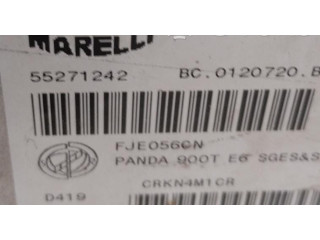 MARELLI
55271242 BC.0120720.B
FJE056CN
PANDA 900T E6 SGES&S
CRKN4M1CR
D419